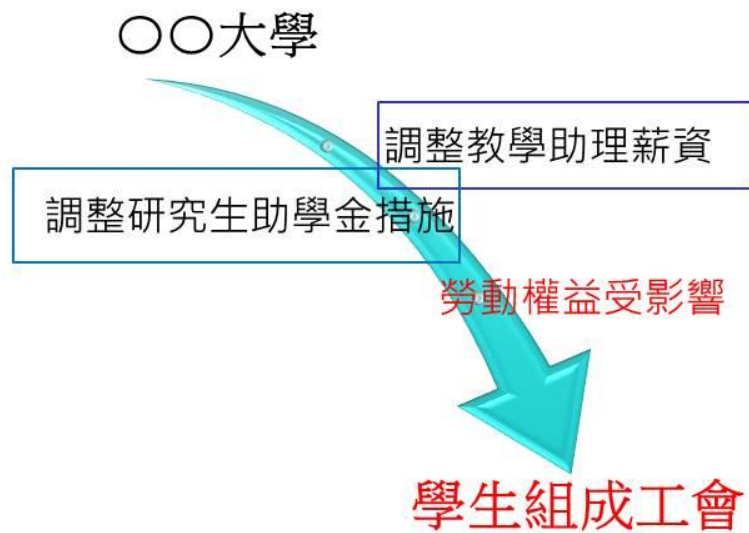 〇〇大學
調整教學助理薪資
調整研究生助學金措施
勞動權益受影響
學生組成工會